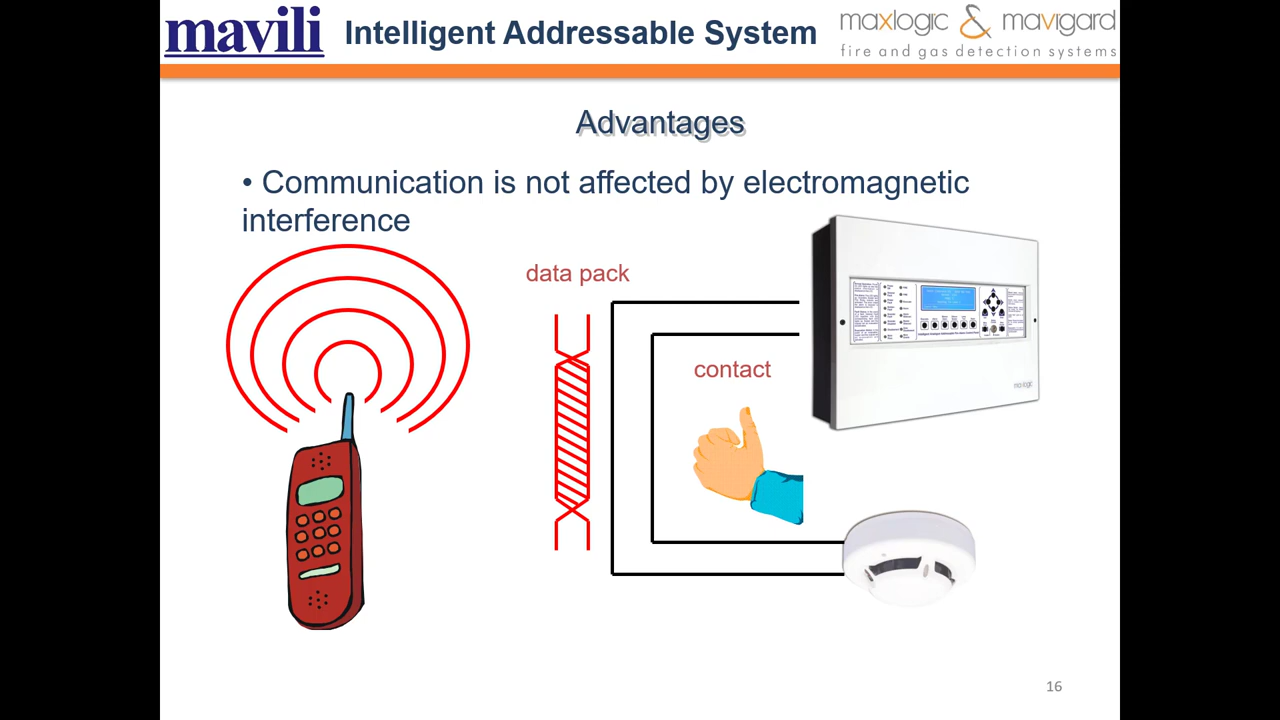 mavili
Intelligent Addressable System
maxlogic & mavigard
fire and gas detection systems
Advantages
• Communication is not affected by electromagnetic
interference
data pack
contact
maxlogic
16